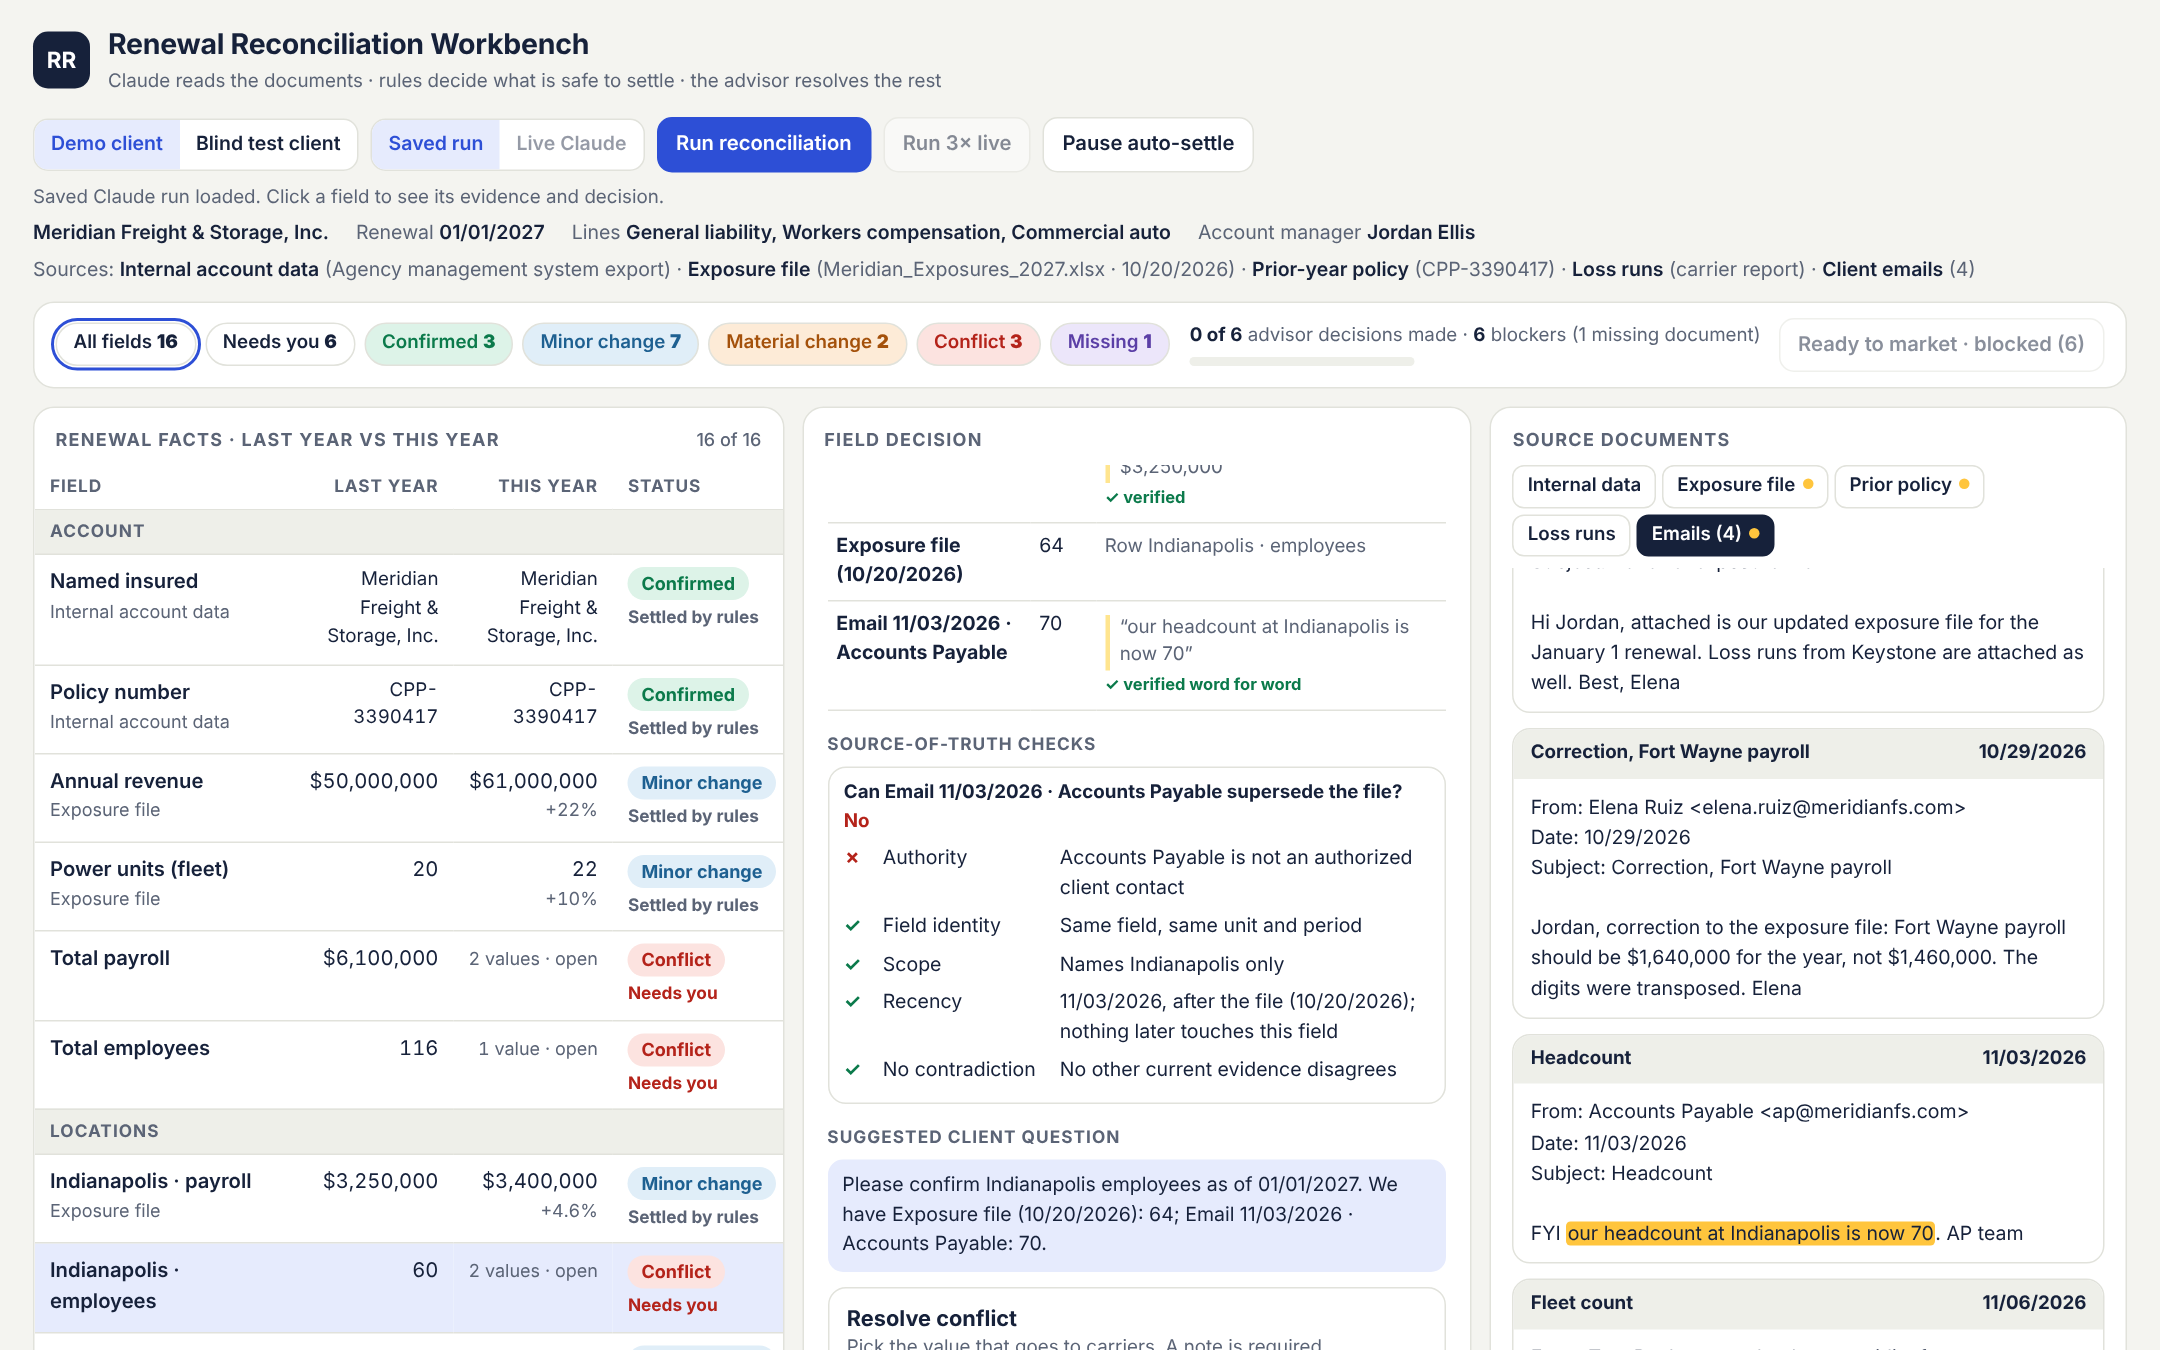 RR
Renewal Reconciliation Workbench
Claude reads the documents · rules decide what is safe to settle · the advisor resolves the rest
Demo client
Blind test client
Saved run
Live Claude
Run reconciliation
Run 3× live
Pause auto-settle
Saved Claude run loaded. Click a field to see its evidence and decision.
Meridian Freight & Storage, Inc. Renewal 01/01/2027 Lines General liability, Workers compensation, Commercial auto Account manager Jordan Ellis
Sources: Internal account data (Agency management system export) · Exposure file (Meridian_Exposures_2027.xlsx · 10/20/2026) · Prior-year policy (CPP-3390417) · Loss runs (carrier report) · Client emails (4)
All fields 16
Needs you 6
Confirmed 3
Minor change 7
Material change 2
Conflict 3
Missing 1
0 of 6 advisor decisions made · 6 blockers (1 missing document)
Ready to market · blocked (6)
RENEWAL FACTS · LAST YEAR VS THIS YEAR
16 of 16
FIELD LAST YEAR THIS YEAR STATUS
ACCOUNT
Named insured
Internal account data
Meridian
Freight &
Storage, Inc.
Meridian
Freight &
Storage, Inc.
Confirmed
Settled by rules
Policy number
Internal account data
CPP-
3390417
CPP-
3390417
Confirmed
Settled by rules
Annual revenue
Exposure file
$50,000,000
$61,000,000
+22%
Minor change
Settled by rules
Power units (fleet)
Exposure file
20
22
+10%
Minor change
Settled by rules
Total payroll
$6,100,000
2 values · open
Conflict
Needs you
Total employees
116
1 value · open
Conflict
Needs you
LOCATIONS
Indianapolis · payroll
Exposure file
$3,250,000
$3,400,000
+4.6%
Minor change
Settled by rules
Indianapolis ·
employees
60
2 values · open
Conflict
Needs you
FIELD DECISION
$3,250,000
✓ verified
Exposure file
(10/20/2026)
64
Row Indianapolis · employees
Email 11/03/2026 ·
Accounts Payable
70
“our headcount at Indianapolis is
now 70”
✓ verified word for word
SOURCE-OF-TRUTH CHECKS
Can Email 11/03/2026 · Accounts Payable supersede the file?
No
× Authority
Accounts Payable is not an authorized
client contact
✓ Field identity
Same field, same unit and period
✓ Scope
Names Indianapolis only
✓ Recency
11/03/2026, after the file (10/20/2026);
nothing later touches this field
✓ No contradiction
No other current evidence disagrees
SUGGESTED CLIENT QUESTION
Please confirm Indianapolis employees as of 01/01/2027. We
have Exposure file (10/20/2026): 64; Email 11/03/2026 ·
Accounts Payable: 70.
Resolve conflict
Pick the value that goes to carriers. A note is required.
SOURCE DOCUMENTS
Internal data
Exposure file
Prior policy
Loss runs
Emails (4)
Hi Jordan, attached is our updated exposure file for the
January 1 renewal. Loss runs from Keystone are attached as
well. Best, Elena
Correction, Fort Wayne payroll 10/29/2026
From: Elena Ruiz <elena.ruiz@meridianfs.com>
Date: 10/29/2026
Subject: Correction, Fort Wayne payroll
Jordan, correction to the exposure file: Fort Wayne payroll
should be $1,640,000 for the year, not $1,460,000. The
digits were transposed. Elena
Headcount 11/03/2026
From: Accounts Payable <ap@meridianfs.com>
Date: 11/03/2026
Subject: Headcount
FYI our headcount at Indianapolis is now 70. AP team
Fleet count 11/06/2026